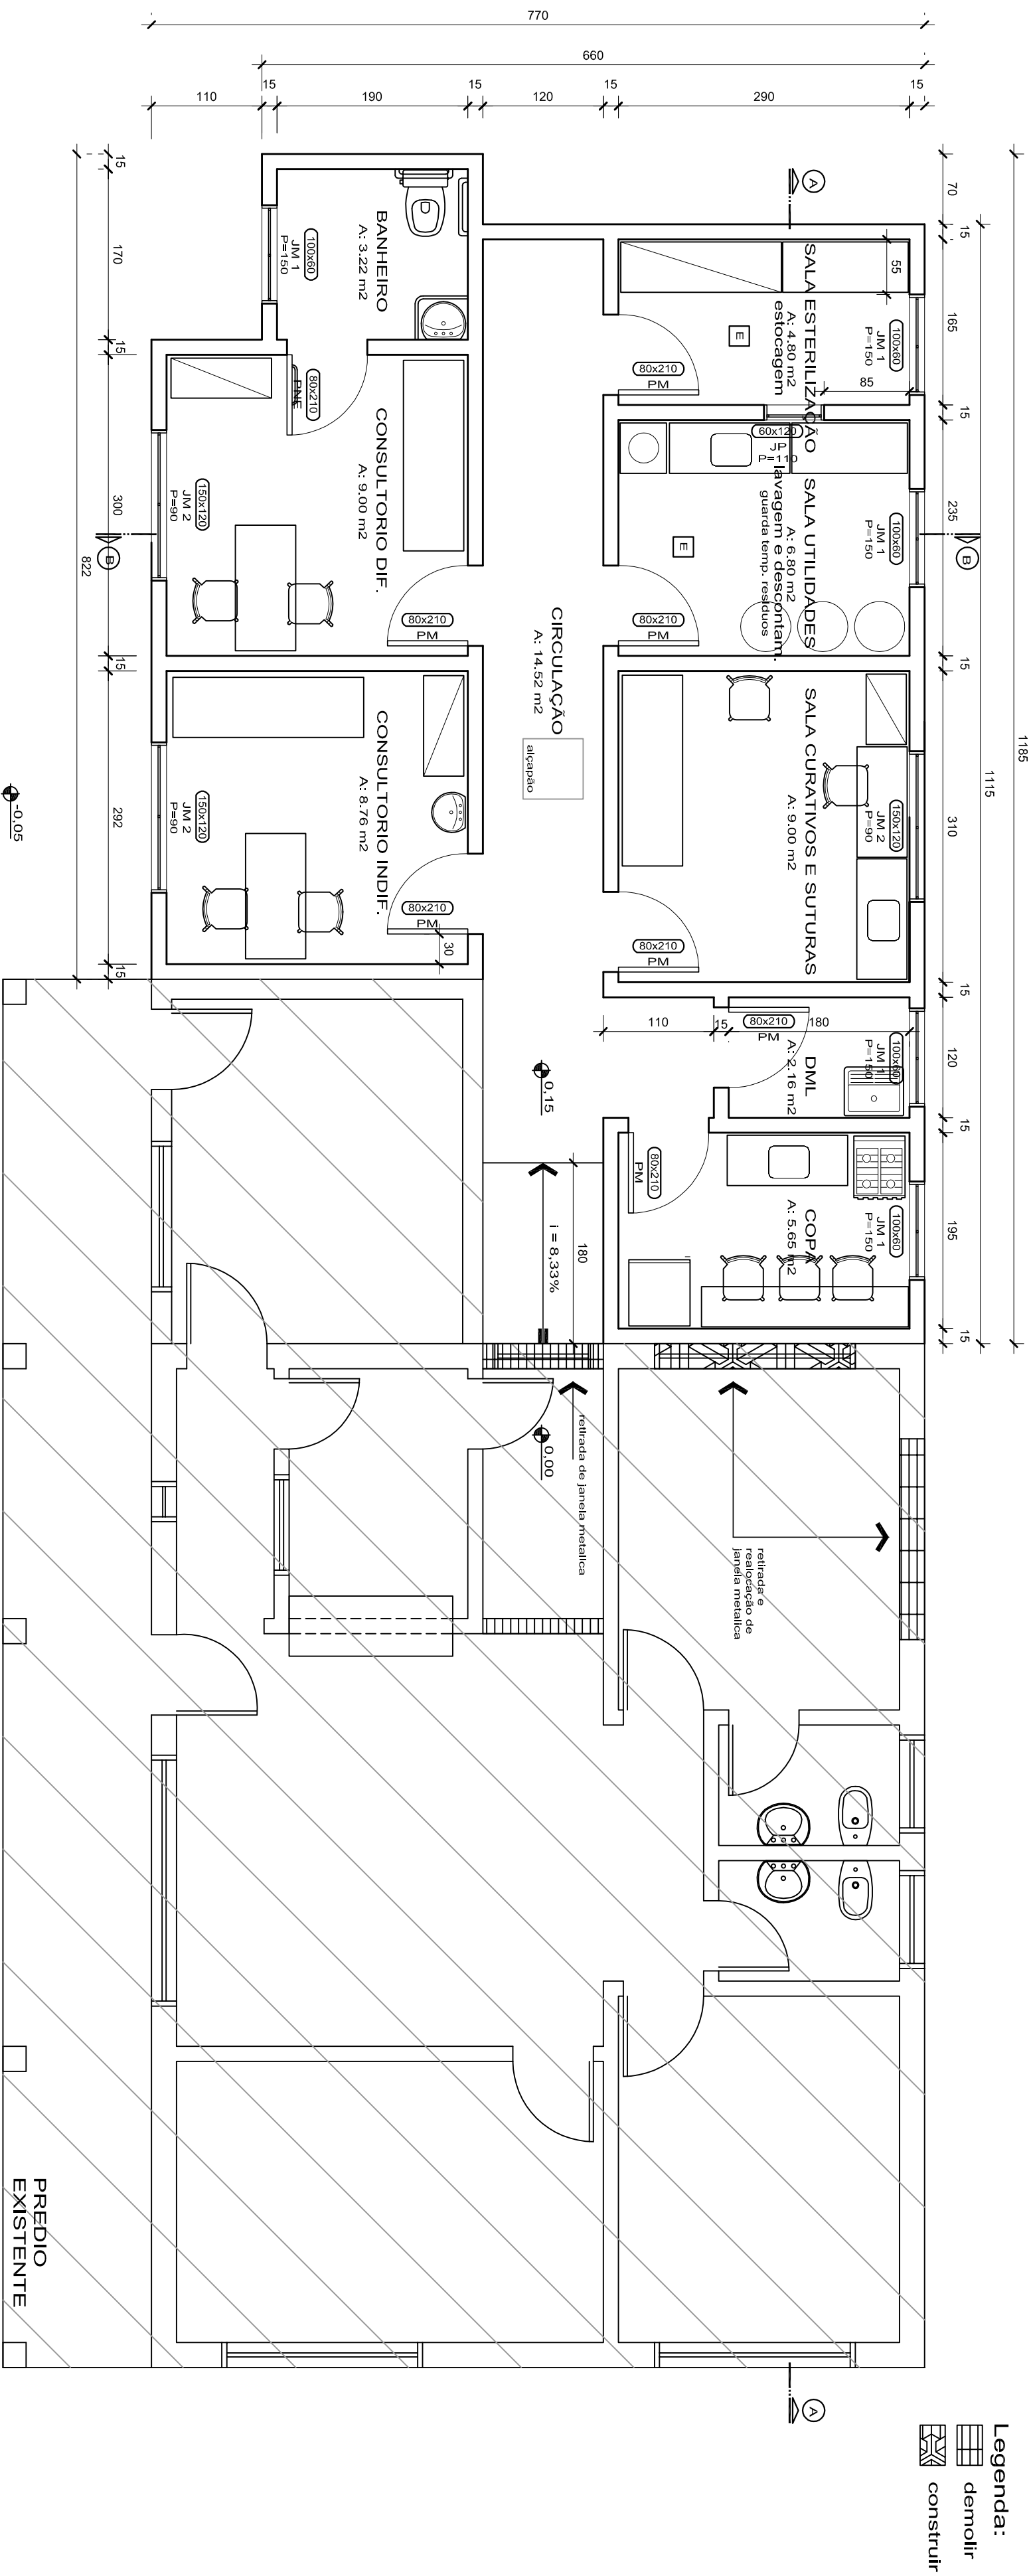 770
660
15
110
15
190
15
120
15
290
15
1185
1115
70
15
165
15
235
15
310
15
120
15
195
15
822
15
170
15
300
15
292
15
A
B
B
A
BANHEIRO
A: 3.22 m2
100x60
JM 1
P=150
80x210
PNE
CONSULTORIO DIF.
A: 9.00 m2
150x120
JM 2
P=90
80x210
PM
CONSULTORIO INDIF.
A: 8.76 m2
150x120
JM 2
P=90
80x210
PM
30
CIRCULAÇÃO
A: 14.52 m2
alçapão
SALA ESTERILIZAÇÃO
A: 4.80 m2
estocagem
55
85
100x60
JM 1
P=150
80x210
PM
E
60x120
JP
P=110
SALA UTILIDADES
A: 6.80 m2
lavagem e descontam.
guarda temp. residuos
100x60
JM 1
P=150
80x210
PM
E
SALA CURATIVOS E SUTURAS
A: 9.00 m2
150x120
JM 2
P=90
80x210
PM
110
15
180
DML
A: 2.16 m2
80x210
PM
100x60
JM 1
P=150
COPA
A: 5.65 m2
100x60
JM 1
P=150
80x210
PM
0,15
180
i = 8,33%
0,00
-0,05
retirada de janela metalica
retirada e
realocação de
janela metalica
PREDIO
EXISTENTE
Legenda:
demolir
construir